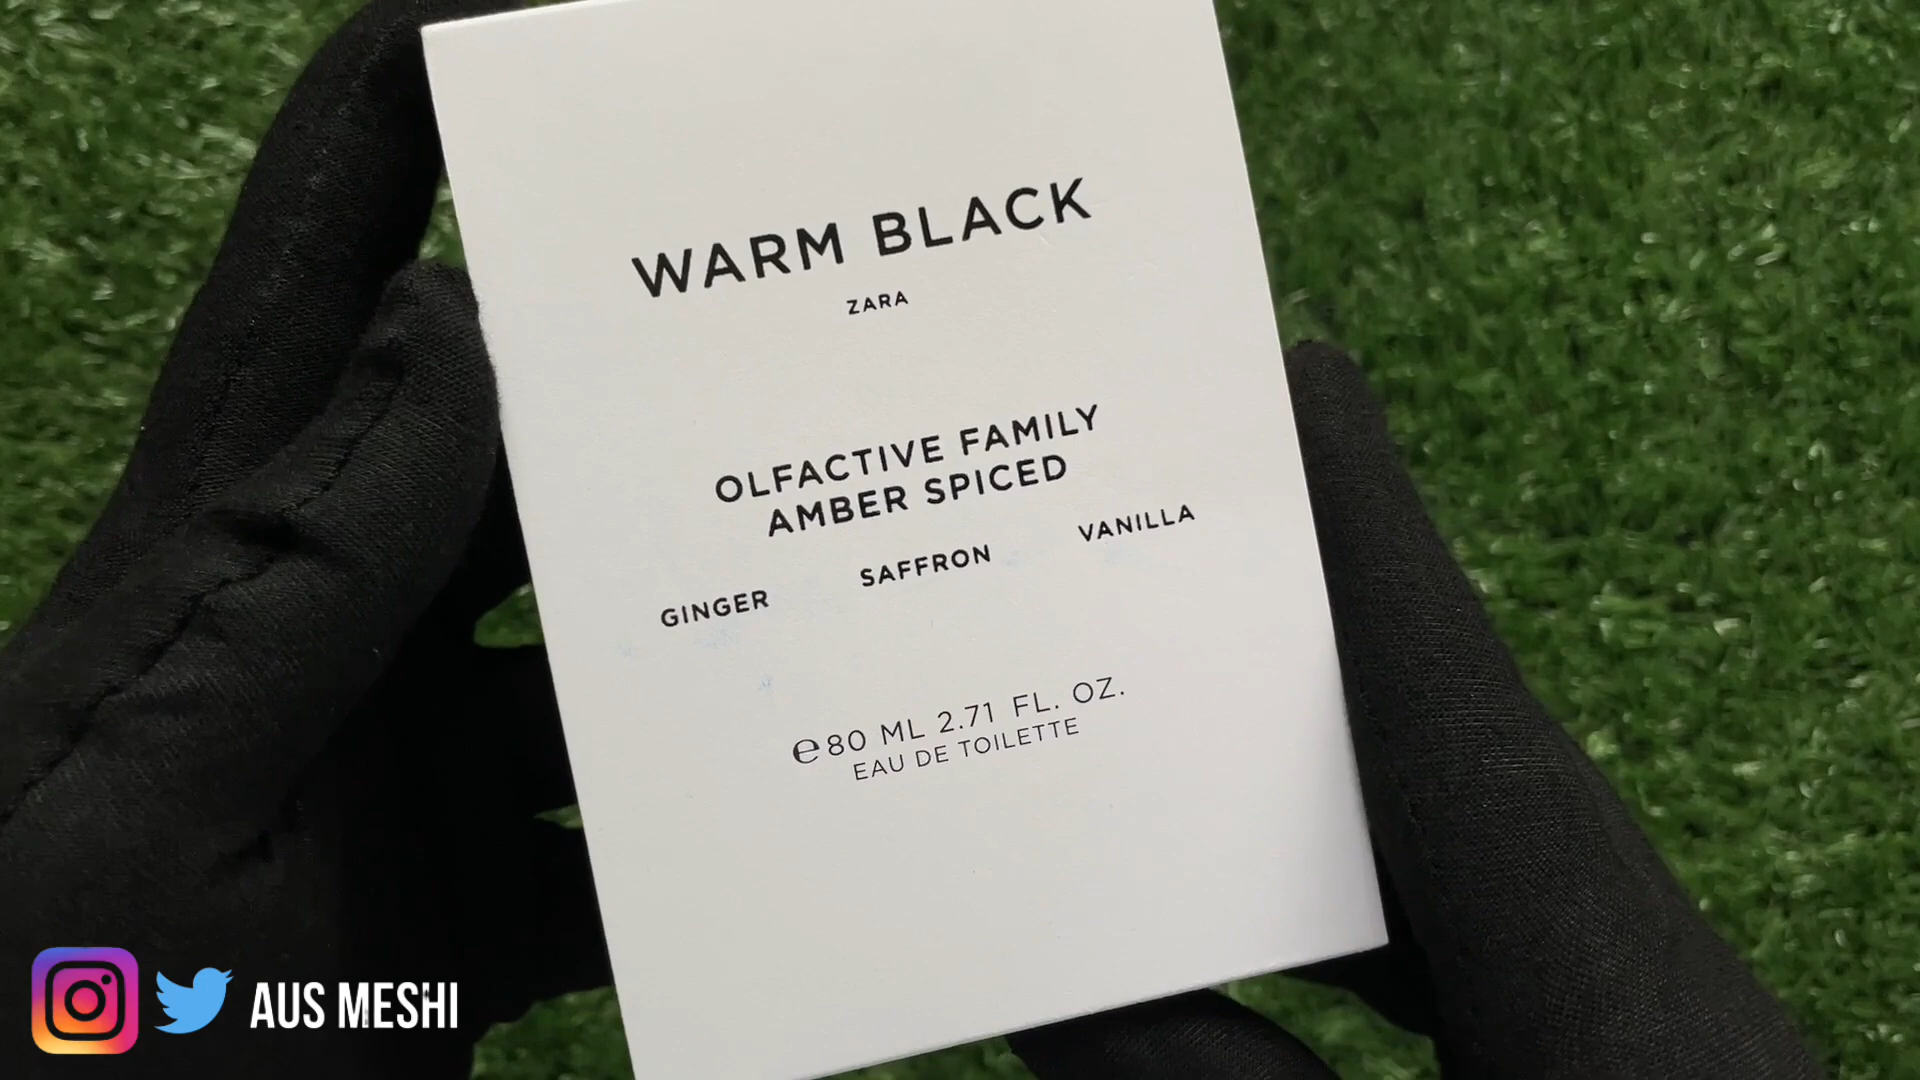 WARM BLACK
ZARA
OLFACTIVE FAMILY
AMBER SPICED
GINGER SAFFRON VANILLA
℮80 ML 2.71 FL. OZ.
EAU DE TOILETTE
AUS MESHI